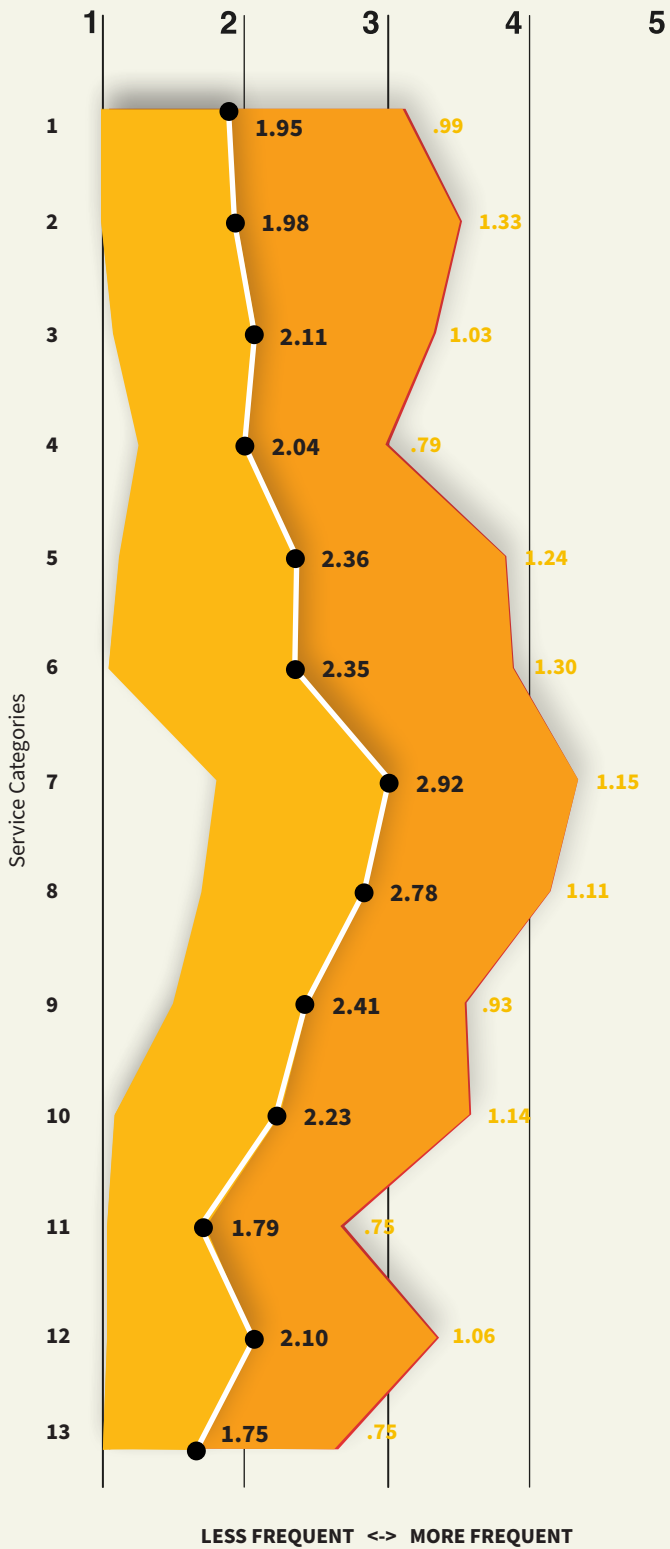 1 2 3 4 5
1 1.95 .99
2 1.98 1.33
3 2.11 1.03
4 2.04 .79
5 2.36 1.24
6 2.35 1.30
Service Categories
7 2.92 1.15
8 2.78 1.11
9 2.41 .93
10 2.23 1.14
11 1.79 .75
12 2.10 1.06
13 1.75 .75
LESS FREQUENT <-> MORE FREQUENT